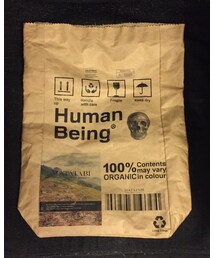 This way up
Handle with care
Fragile
Keep dry
Human
Being®
100% Contents
may vary
ORGANIC in colour